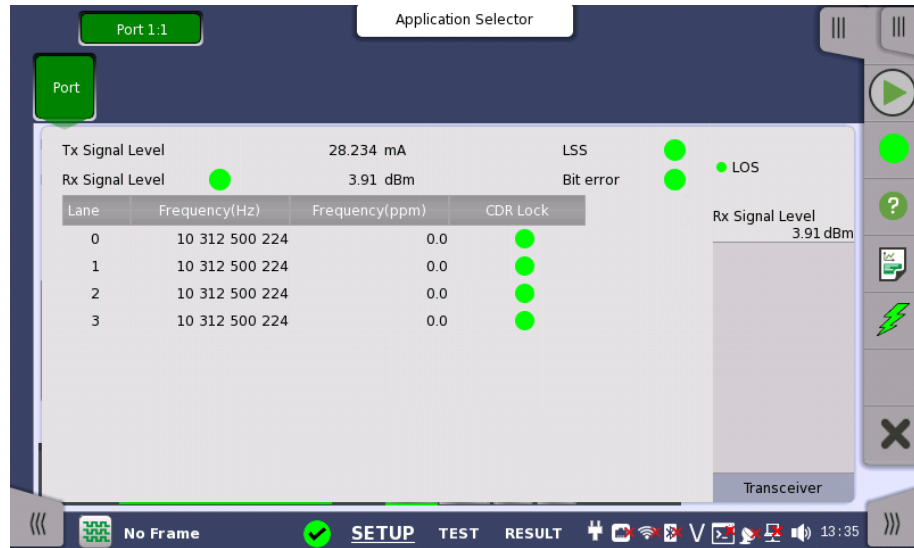 Port 1:1
Application Selector
Port
Tx Signal Level 28.234 mA LSS
Rx Signal Level 3.91 dBm Bit error
LOS
Lane Frequency(Hz) Frequency(ppm) CDR Lock
0 10 312 500 224 0.0
1 10 312 500 224 0.0
2 10 312 500 224 0.0
3 10 312 500 224 0.0
Rx Signal Level
3.91 dBm
Transceiver
No Frame SETUP TEST RESULT 13:35